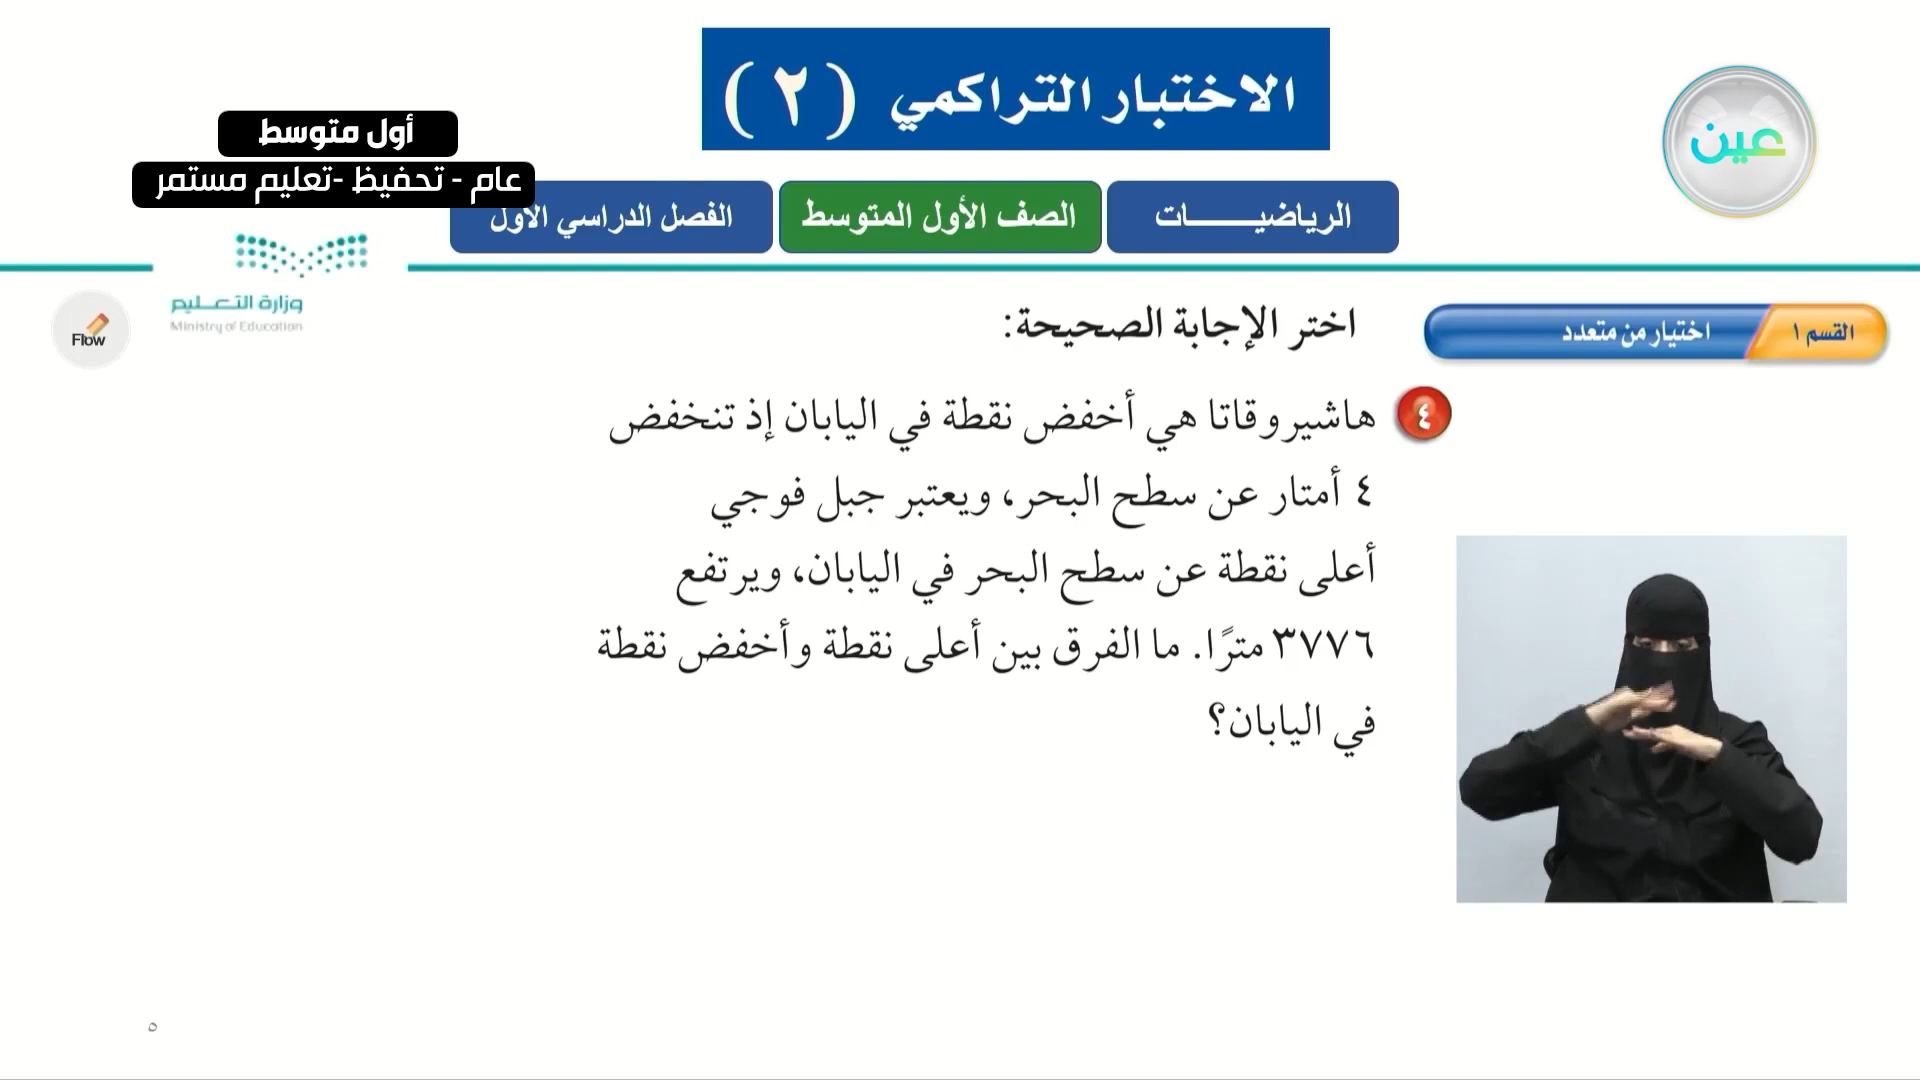 الاختبار التراكمي (٢)
عين
أول متوسط
عام - تحفيظ -تعليم مستمر
الرياضيـــــــات
الصف الأول المتوسط
الفصل الدراسي الأول
وزارة التعـــليم
Ministry of Education
Flow
القسم ١
اختيار من متعدد
اختر الإجابة الصحيحة:
٤
هاشيروقاتا هي أخفض نقطة في اليابان إذ تنخفض
٤ أمتار عن سطح البحر، ويعتبر جبل فوجي
أعلى نقطة عن سطح البحر في اليابان، ويرتفع
٣٧٧٦ مترًا. ما الفرق بين أعلى نقطة وأخفض نقطة
في اليابان؟
٥